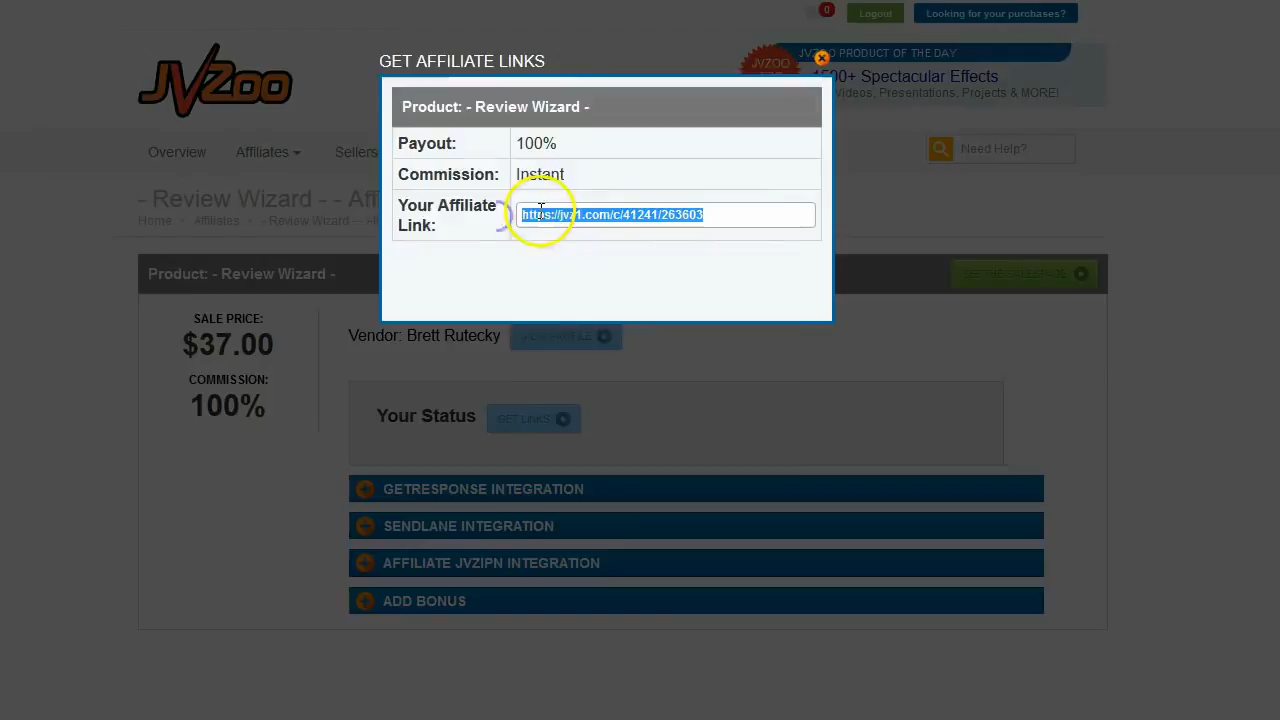 0
Logout
Looking for your purchases?
GET AFFILIATE LINKS
JVZoo
JVZOO
PRODUCT OF THE DAY
Spectacular Effects
Videos, Presentations, Projects & MORE!
Product: - Review Wizard -
Payout: 100%
Commission: Instant
Your Affiliate Link: https://jvz1.com/c/41241/263603
Overview
Affiliates
Sellers
Need Help?
- Review Wizard - -
Home
Affiliates
- Review Wizard -
Product: - Review Wizard -
SALE PRICE:
$37.00
COMMISSION:
100%
Vendor: Brett Rutecky
Your Status
GET LINKS
GETRESPONSE INTEGRATION
SENDLANE INTEGRATION
AFFILIATE JVZIPN INTEGRATION
ADD BONUS